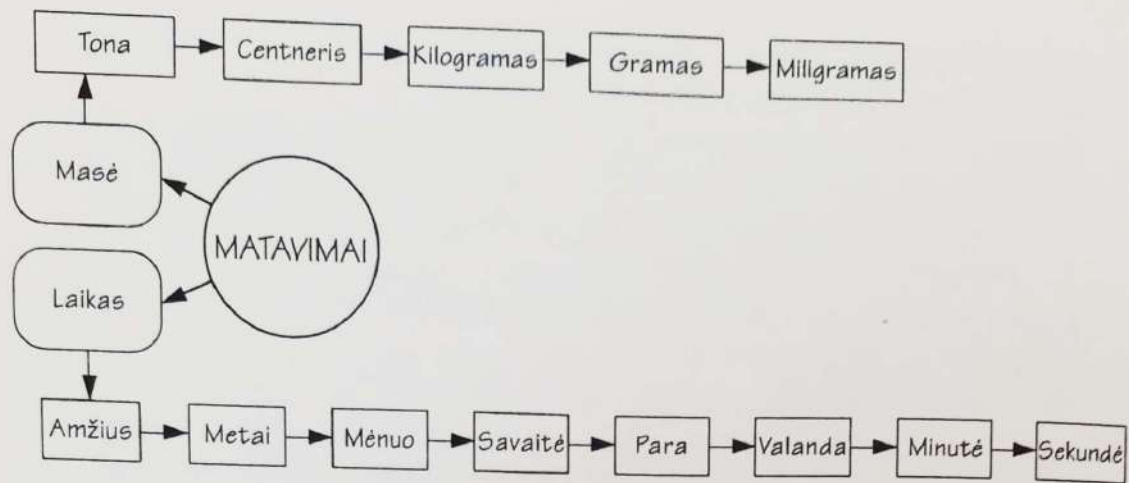 Tona
Centneris
Kilogramas
Gramas
Miligramas
Masė
MATAVIMAI
Laikas
Amžius
Metai
Mėnuo
Savaitė
Para
Valanda
Minutė
Sekundė